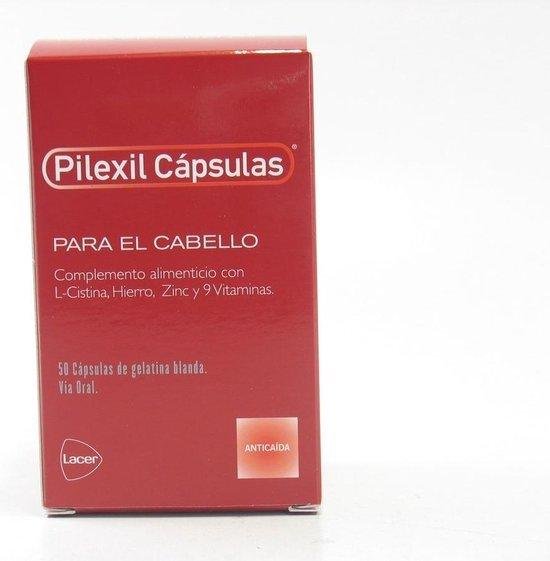 Pilexil Cápsulas®
PARA EL CABELLO
Complemento alimenticio con
L-Cistina, Hierro, Zinc y 9 Vitaminas.
50 Cápsulas de gelatina blanda.
Vía Oral.
ANTICAÍDA
Lacer